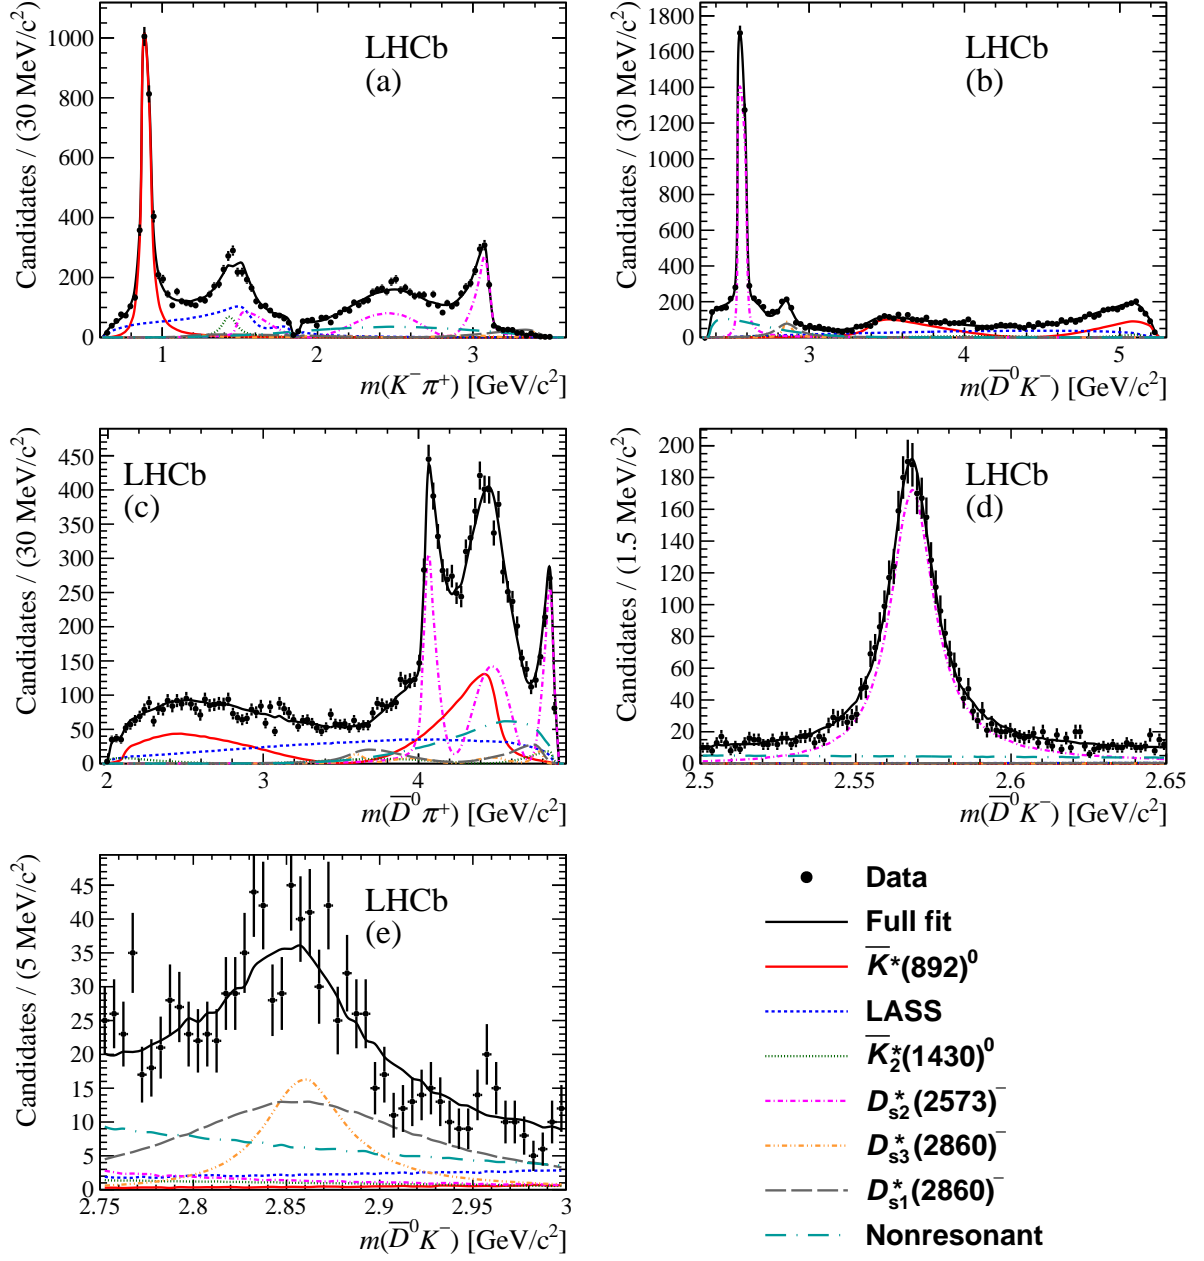 Candidates / (30 MeV/c²)
1000
800
600
400
200
0
LHCb
(a)
1 2 3
m(K⁻π⁺) [GeV/c²]
Candidates / (30 MeV/c²)
1800
1600
1400
1200
1000
800
600
400
200
0
LHCb
(b)
3 4 5
m(D̅⁰K⁻) [GeV/c²]
Candidates / (30 MeV/c²)
450
400
350
300
250
200
150
100
50
0
LHCb
(c)
2 3 4
m(D̅⁰π⁺) [GeV/c²]
Candidates / (1.5 MeV/c²)
200
180
160
140
120
100
80
60
40
20
0
LHCb
(d)
2.5 2.55 2.6 2.65
m(D̅⁰K⁻) [GeV/c²]
Candidates / (5 MeV/c²)
45
40
35
30
25
20
15
10
5
0
LHCb
(e)
2.75 2.8 2.85 2.9 2.95 3
m(D̅⁰K⁻) [GeV/c²]
Data
Full fit
K̅*(892)⁰
LASS
K̅₂*(1430)⁰
D*s2(2573)⁻
D*s3(2860)⁻
D*s1(2860)⁻
Nonresonant